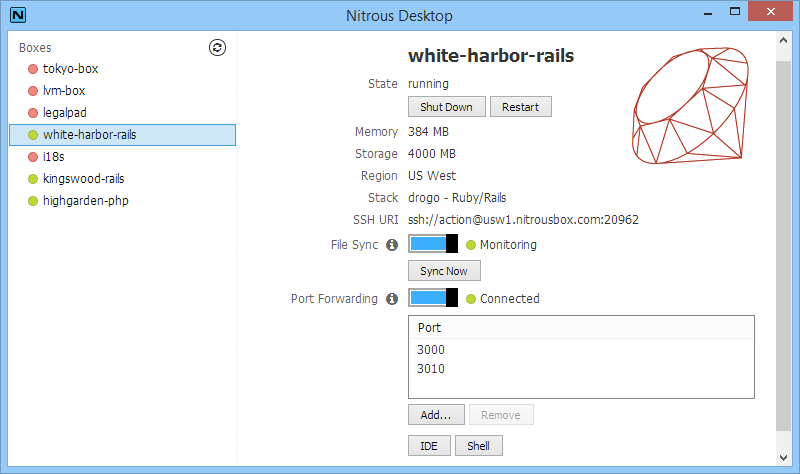 N
Nitrous Desktop
Boxes
tokyo-box
lvm-box
legalpad
white-harbor-rails
i18s
kingswood-rails
highgarden-php
white-harbor-rails
State running
Shut Down Restart
Memory 384 MB
Storage 4000 MB
Region US West
Stack drogo - Ruby/Rails
SSH URI ssh://action@usw1.nitrousbox.com:20962
File Sync i Monitoring
Sync Now
Port Forwarding i Connected
Port
3000
3010
Add... Remove
IDE Shell